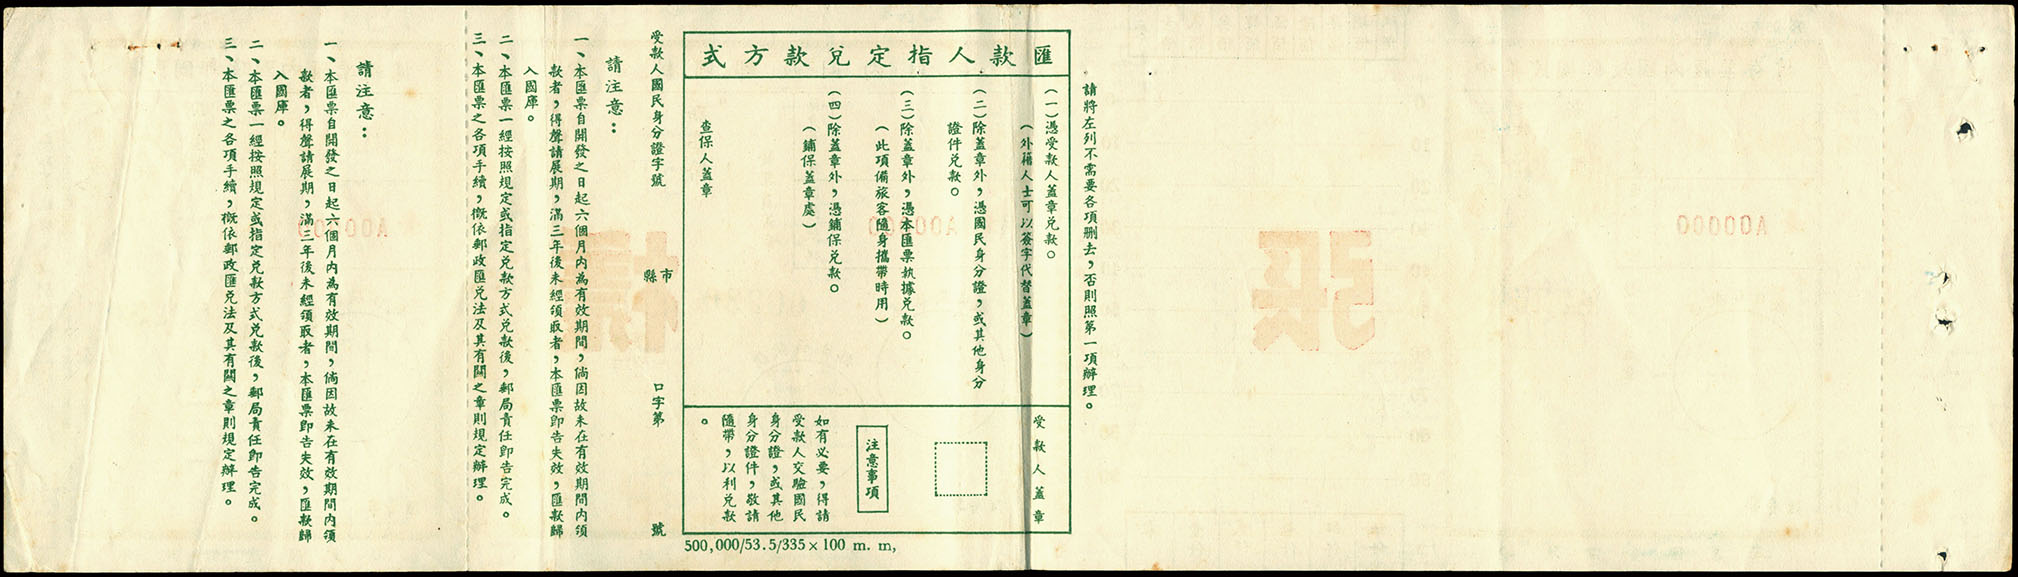 請將左列不需要各項刪去，否則照第一項辦理。
匯款人指定兌款方式
(一)憑受款人蓋章兌款。
(外籍人士可以簽字代替蓋章)
(二)除蓋章外，憑國民身分證，或其他身分
證件兌款。
(三)除蓋章外，憑本匯票執據兌款。
(此項備旅客隨身攜帶時用)
(四)除蓋章外，憑鋪保兌款。
(鋪保蓋章處)
查保人蓋章
受款人蓋章
注意事項
如有必要，得請
受款人交驗國民
身分證，或其他
身分證件，敬請
隨帶，以利兌款
。
500,000/53.5/335×100 m. m,
受款人國民身分證字號
市
縣
口字第
號
請注意：
一、本匯票自開發之日起六個月內為有效期間，倘因故未在有效期間內領
款者，得聲請展期，滿三年後未經領取者，本匯票即告失效，匯款歸
入國庫。
二、本匯票一經按照規定或指定兌款方式兌款後，郵局責任即告完成。
三、本匯票之各項手續，概依郵政匯兌法及其有關之章則規定辦理。
請注意：
一、本匯票自開發之日起六個月內為有效期間，倘因故未在有效期間內領
款者，得聲請展期，滿三年後未經領取者，本匯票即告失效，匯款歸
入國庫。
二、本匯票一經按照規定或指定兌款方式兌款後，郵局責任即告完成。
三、本匯票之各項手續，概依郵政匯兌法及其有關之章則規定辦理。